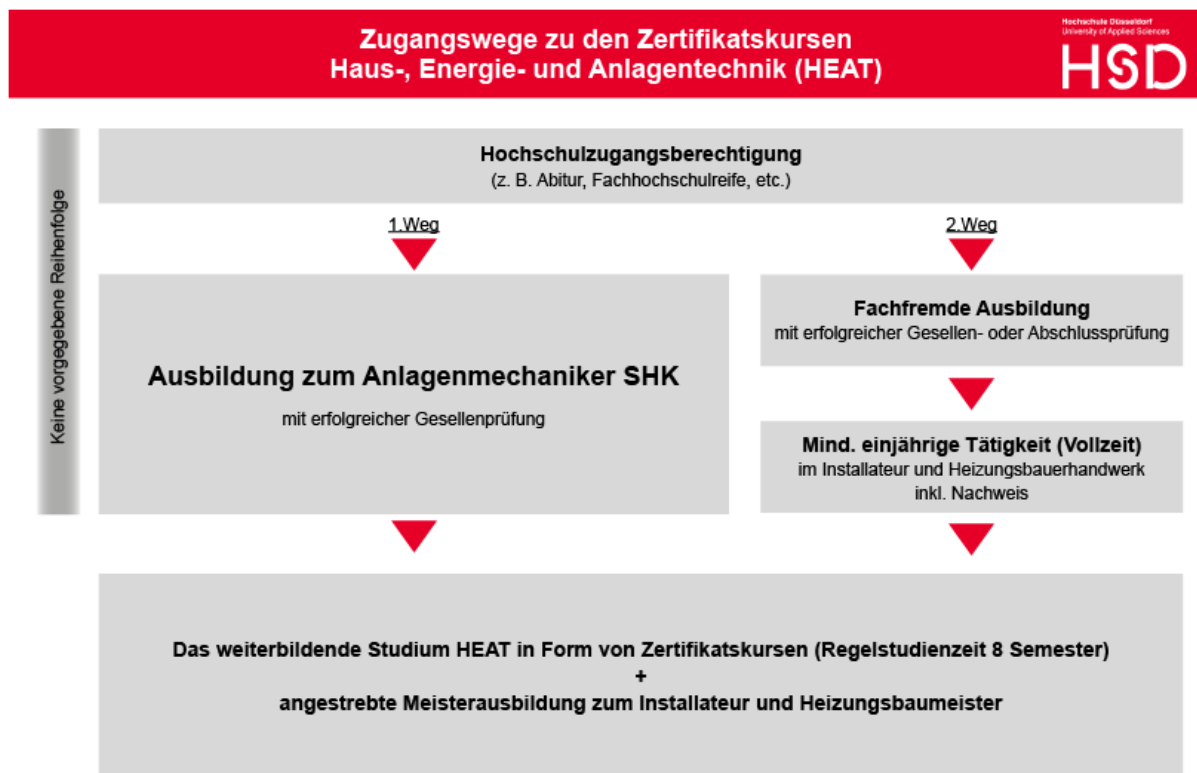 Zugangswege zu den Zertifikatskursen
Haus-, Energie- und Anlagentechnik (HEAT)
Hochschule Düsseldorf
University of Applied Sciences
HSD
Keine vorgegebene Reihenfolge
Hochschulzugangsberechtigung
(z. B. Abitur, Fachhochschulreife, etc.)
1.Weg
Ausbildung zum Anlagenmechaniker SHK
mit erfolgreicher Gesellenprüfung
2.Weg
Fachfremde Ausbildung
mit erfolgreicher Gesellen- oder Abschlussprüfung
Mind. einjährige Tätigkeit (Vollzeit)
im Installateur und Heizungsbauerhandwerk
inkl. Nachweis
Das weiterbildende Studium HEAT in Form von Zertifikatskursen (Regelstudienzeit 8 Semester)
+
angestrebte Meisterausbildung zum Installateur und Heizungsbaumeister